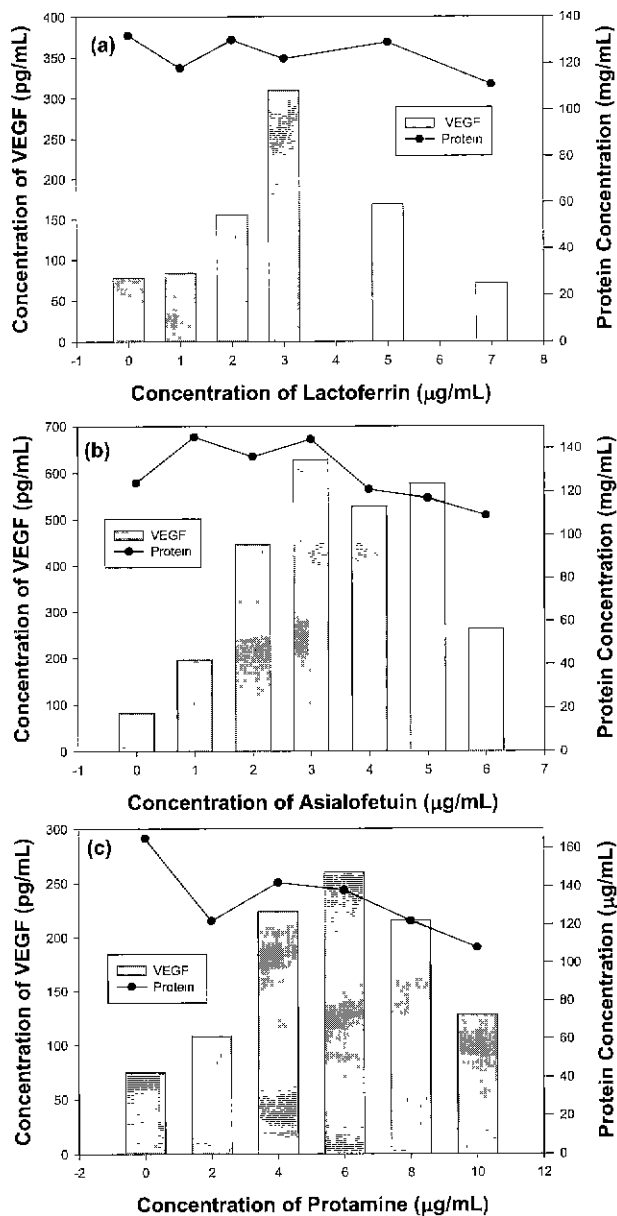 (a)
Concentration of VEGF (pg/mL)
400
350
300
250
200
150
100
50
0
Protein Concentration (mg/mL)
140
120
100
80
60
40
20
0
VEGF
Protein
-1 0 1 2 3 4 5 6 7 8
Concentration of Lactoferrin (μg/mL)
(b)
Concentration of VEGF (pg/mL)
700
600
500
400
300
200
100
0
Protein Concentration (mg/mL)
140
120
100
80
60
40
20
0
VEGF
Protein
-1 0 1 2 3 4 5 6 7
Concentration of Asialofetuin (μg/mL)
(c)
Concentration of VEGF (pg/mL)
300
250
200
150
100
50
0
Protein Concentration (μg/mL)
160
140
120
100
80
60
40
20
0
VEGF
Protein
-2 0 2 4 6 8 10 12
Concentration of Protamine (μg/mL)